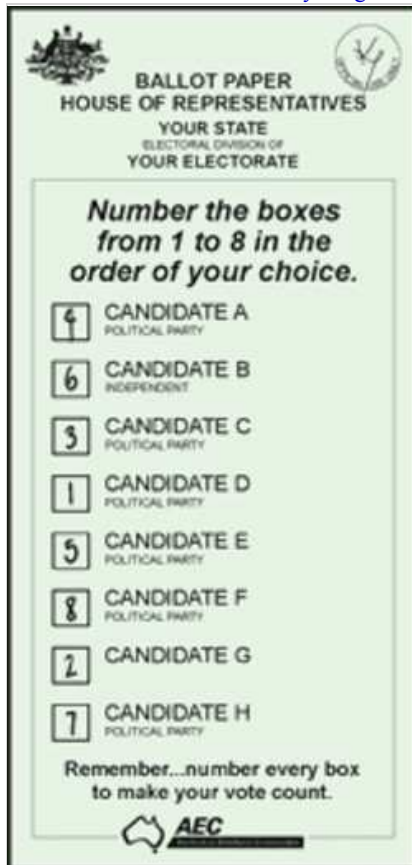 BALLOT PAPER
HOUSE OF REPRESENTATIVES
YOUR STATE
ELECTORAL DIVISION OF
YOUR ELECTORATE
Number the boxes
from 1 to 8 in the
order of your choice.
4 CANDIDATE A
POLITICAL PARTY
6 CANDIDATE B
INDEPENDENT
3 CANDIDATE C
POLITICAL PARTY
1 CANDIDATE D
POLITICAL PARTY
5 CANDIDATE E
POLITICAL PARTY
8 CANDIDATE F
POLITICAL PARTY
2 CANDIDATE G
7 CANDIDATE H
POLITICAL PARTY
Remember...number every box
to make your vote count.
AEC